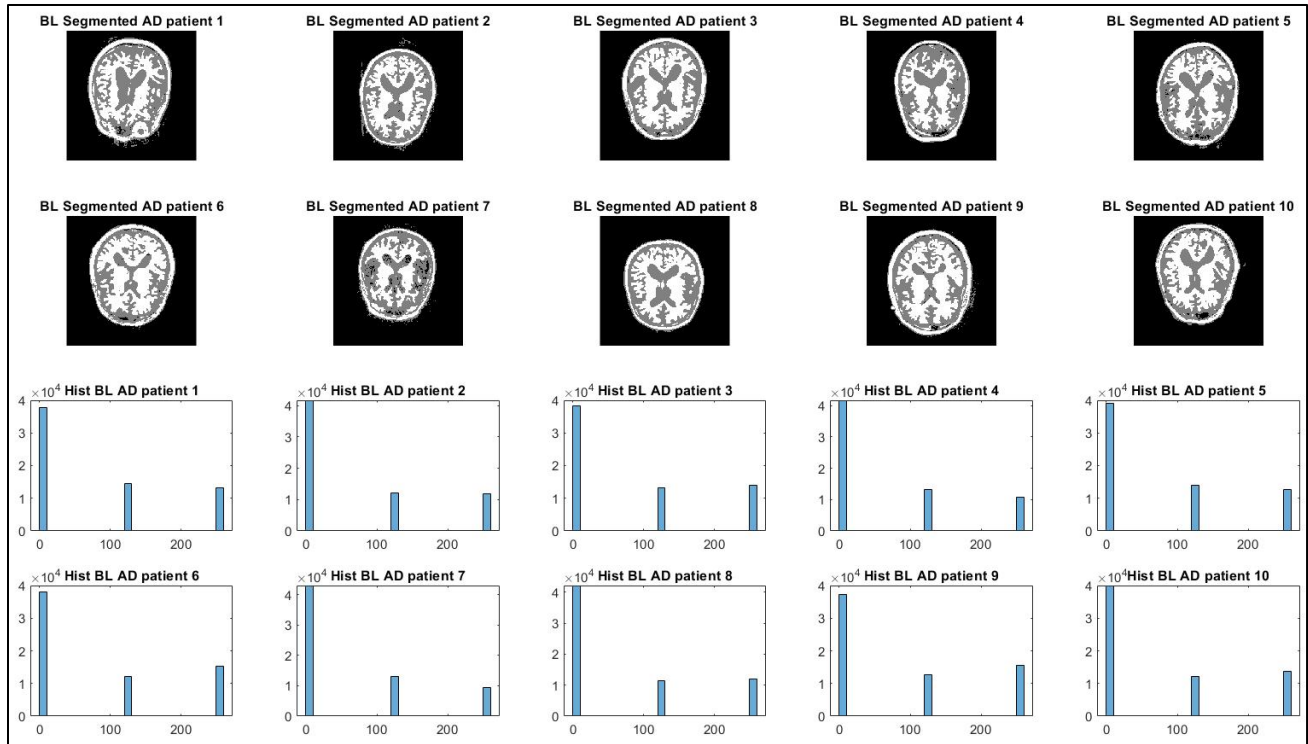 BL Segmented AD patient 1 BL Segmented AD patient 2 BL Segmented AD patient 3 BL Segmented AD patient 4 BL Segmented AD patient 5
BL Segmented AD patient 6 BL Segmented AD patient 7 BL Segmented AD patient 8 BL Segmented AD patient 9 BL Segmented AD patient 10
×10⁴ Hist BL AD patient 1 ×10⁴ Hist BL AD patient 2 ×10⁴ Hist BL AD patient 3 ×10⁴ Hist BL AD patient 4 ×10⁴ Hist BL AD patient 5
4 4 4 4 4
3 3 3 3 3
2 2 2 2 2
1 1 1 1 1
0 0 0 0 0
0 100 200 0 100 200 0 100 200 0 100 200 0 100 200
×10⁴ Hist BL AD patient 6 ×10⁴ Hist BL AD patient 7 ×10⁴ Hist BL AD patient 8 ×10⁴ Hist BL AD patient 9 ×10⁴ Hist BL AD patient 10
4 4 4 4 4
3 3 3 3 3
2 2 2 2 2
1 1 1 1 1
0 0 0 0 0
0 100 200 0 100 200 0 100 200 0 100 200 0 100 200